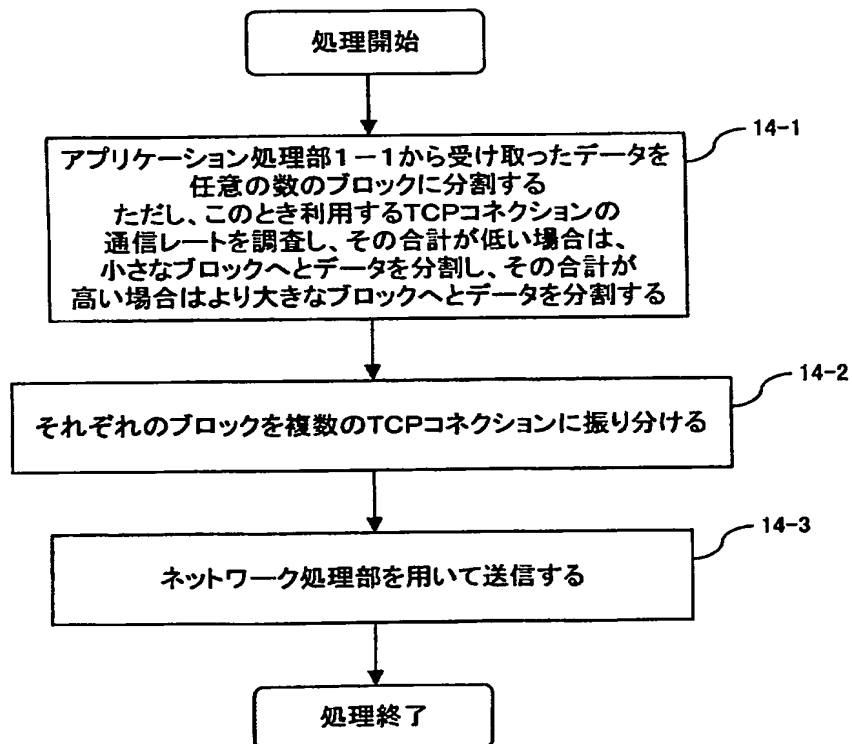 処理開始
14-1
アプリケーション処理部1－1から受け取ったデータを
任意の数のブロックに分割する
ただし、このとき利用するTCPコネクションの
通信レートを調査し、その合計が低い場合は、
小さなブロックへとデータを分割し、その合計が
高い場合はより大きなブロックへとデータを分割する
14-2
それぞれのブロックを複数のTCPコネクションに振り分ける
14-3
ネットワーク処理部を用いて送信する
処理終了